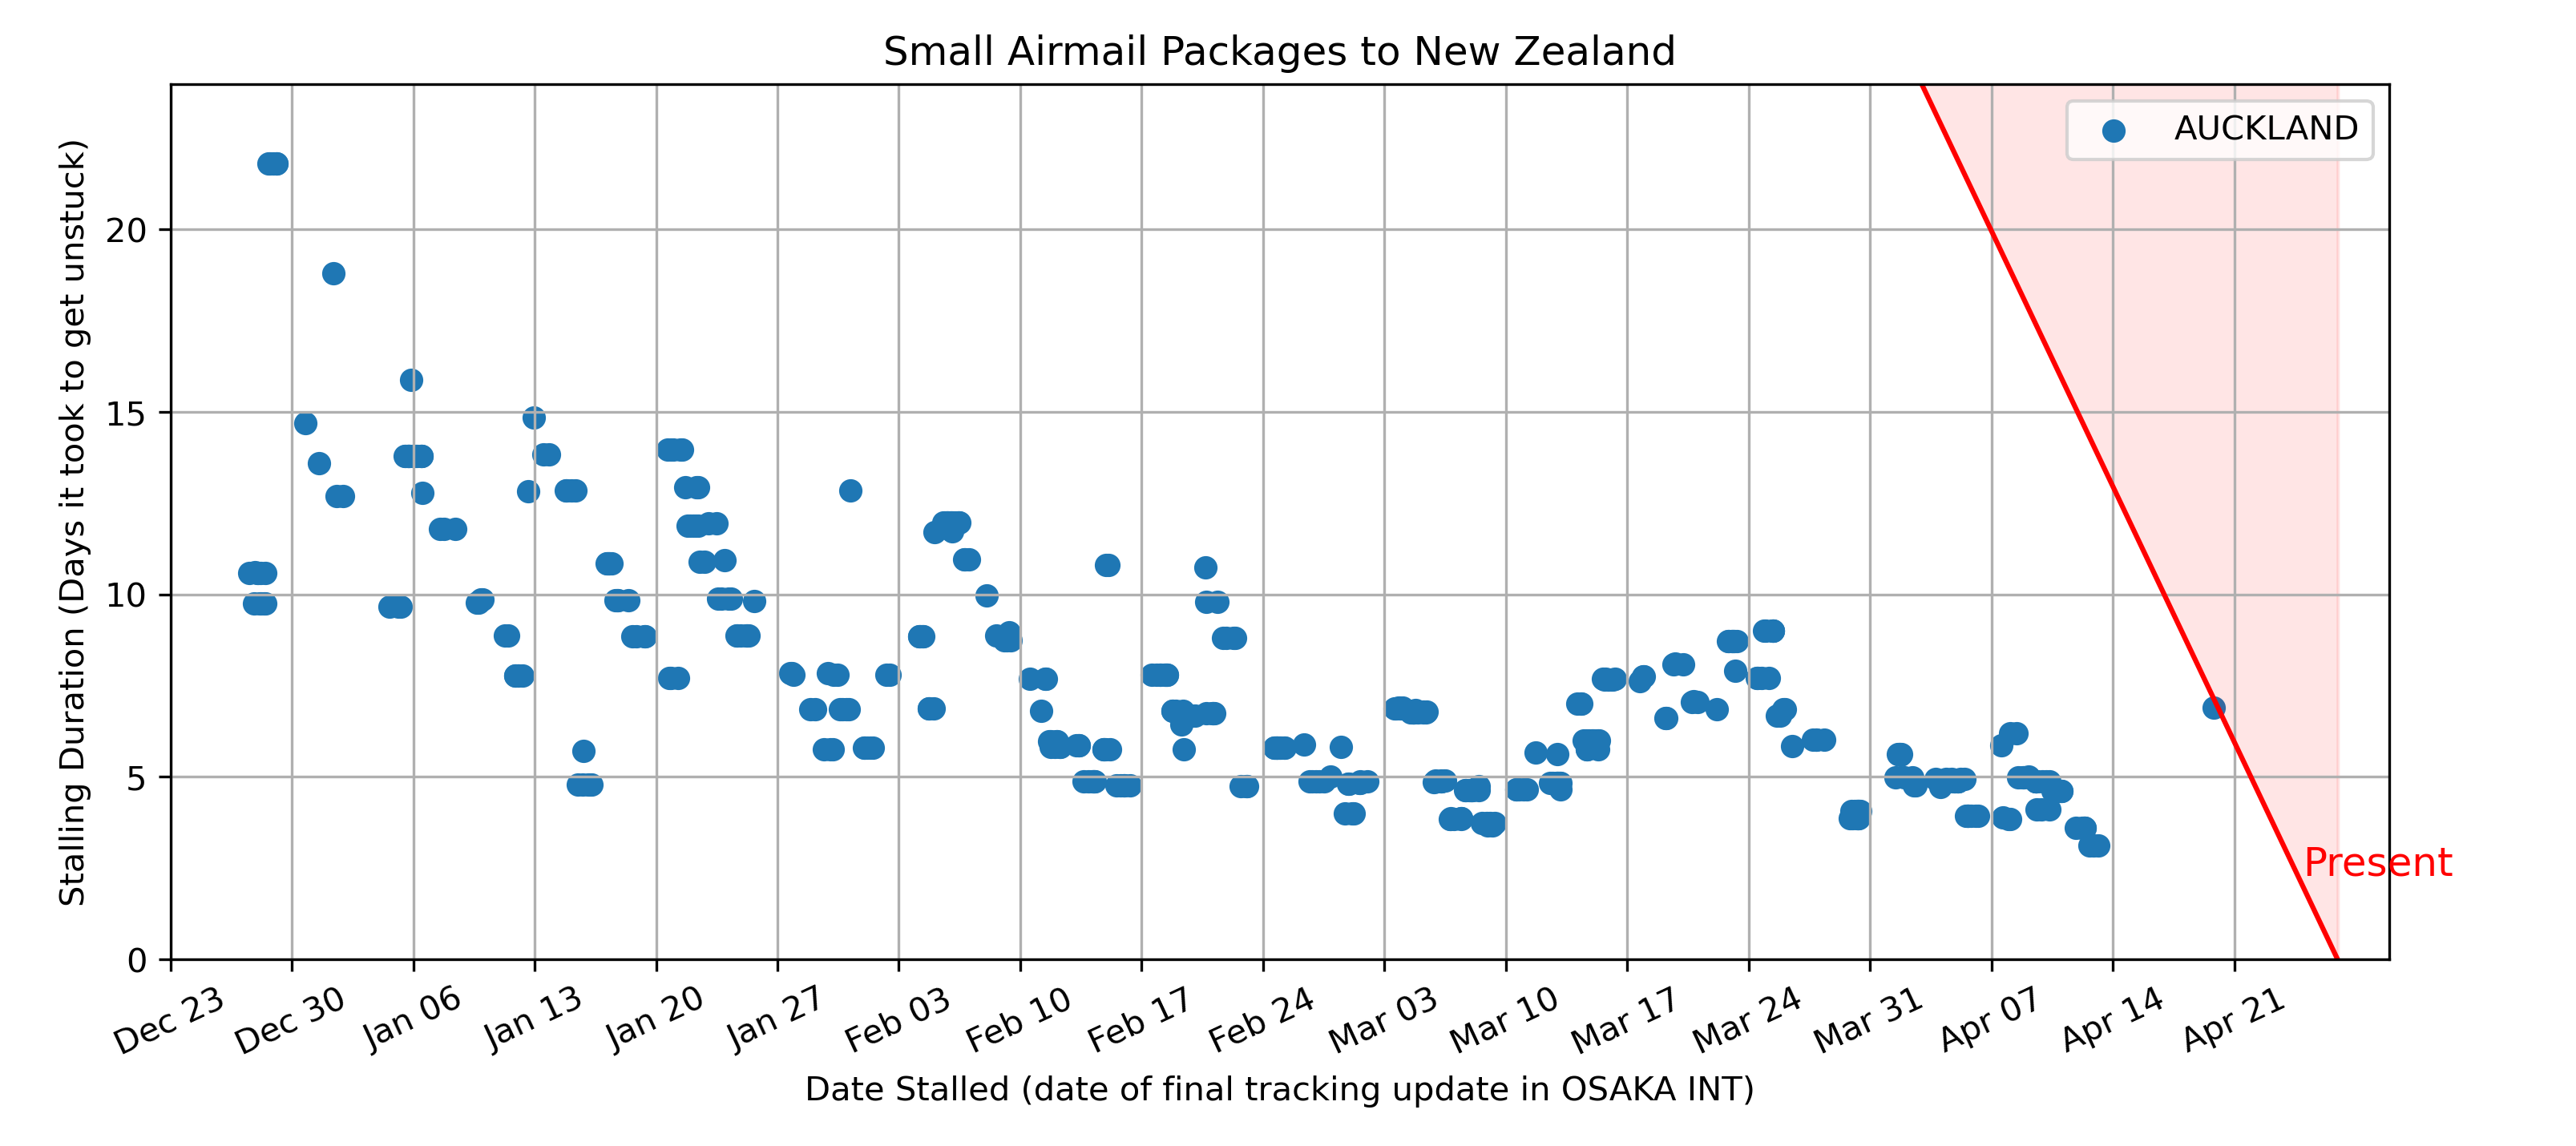 Small Airmail Packages to New Zealand
AUCKLAND
Stalling Duration (Days it took to get unstuck)
20
15
10
5
0
Present
Dec 23 Dec 30 Jan 06 Jan 13 Jan 20 Jan 27 Feb 03 Feb 10 Feb 17 Feb 24 Mar 03 Mar 10 Mar 17 Mar 24 Mar 31 Apr 07 Apr 14 Apr 21
Date Stalled (date of final tracking update in OSAKA INT)